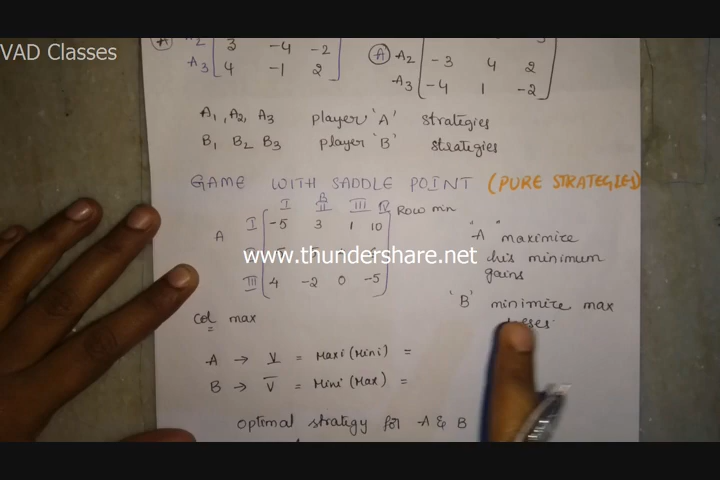 VAD Classes
A A2 3 -4 -2
A3 4 -1 2
A A2 -3 4 2
A3 -4 1 -2
A1, A2, A3 player 'A' strategies
B1, B2 B3 player 'B' strategies
GAME WITH SADDLE POINT (PURE STRATEGIES)
B
I II III IV Row min
A I -5 3 1 10
II
III 4 -2 0 -5
"A" maximize
his minimum
gains
www.thundershare.net
'B' minimize max
Col max
A → V = Maxi (Mini) =
B → V̅ = Mini (Max) =
optimal strategy for A & B